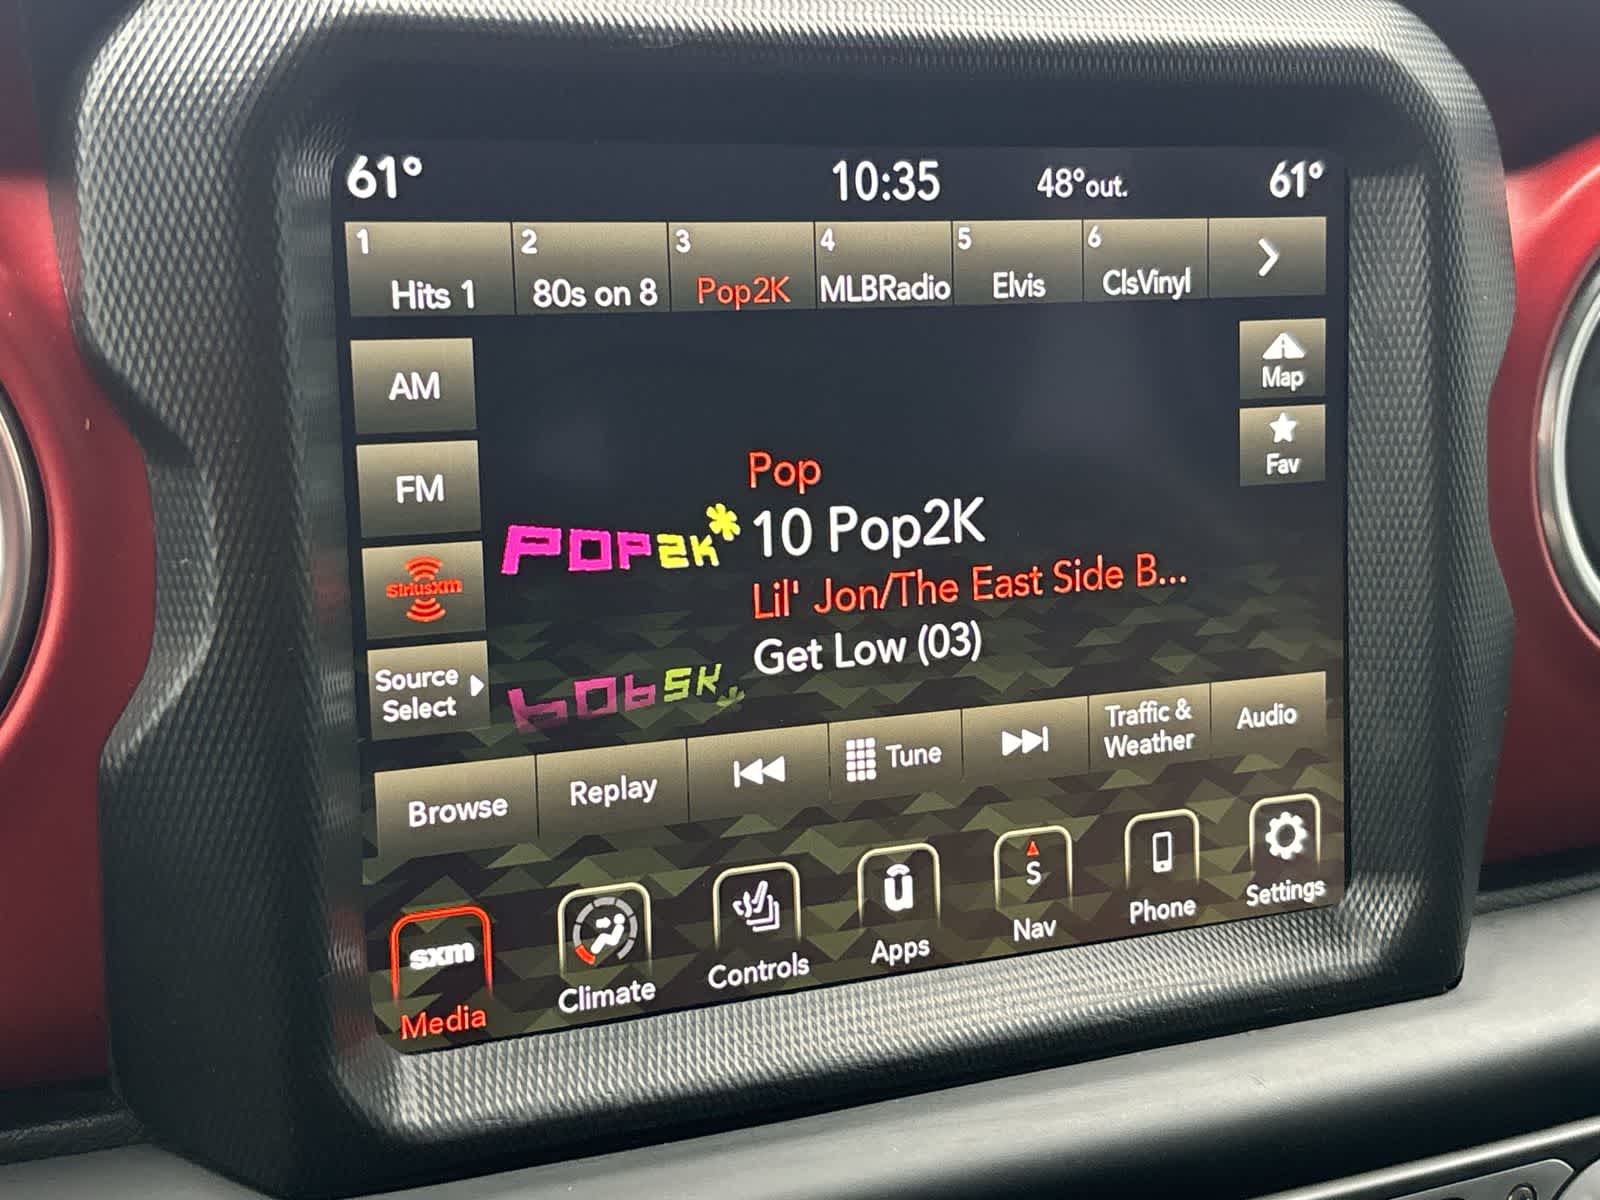 61° 10:35 48°out. 61°
1 2 3 4 5 6
Hits 1 80s on 8 Pop2K MLBRadio Elvis ClsVinyl
AM
Map
FM
Fav
Pop
POP2K*
10 Pop2K
SiriusXM
Lil' Jon/The East Side B...
Get Low (03)
Source
Select
Browse Replay Tune Traffic &
Weather Audio
sxm
Media
Climate
Controls
Apps
S
Nav
Phone
Settings